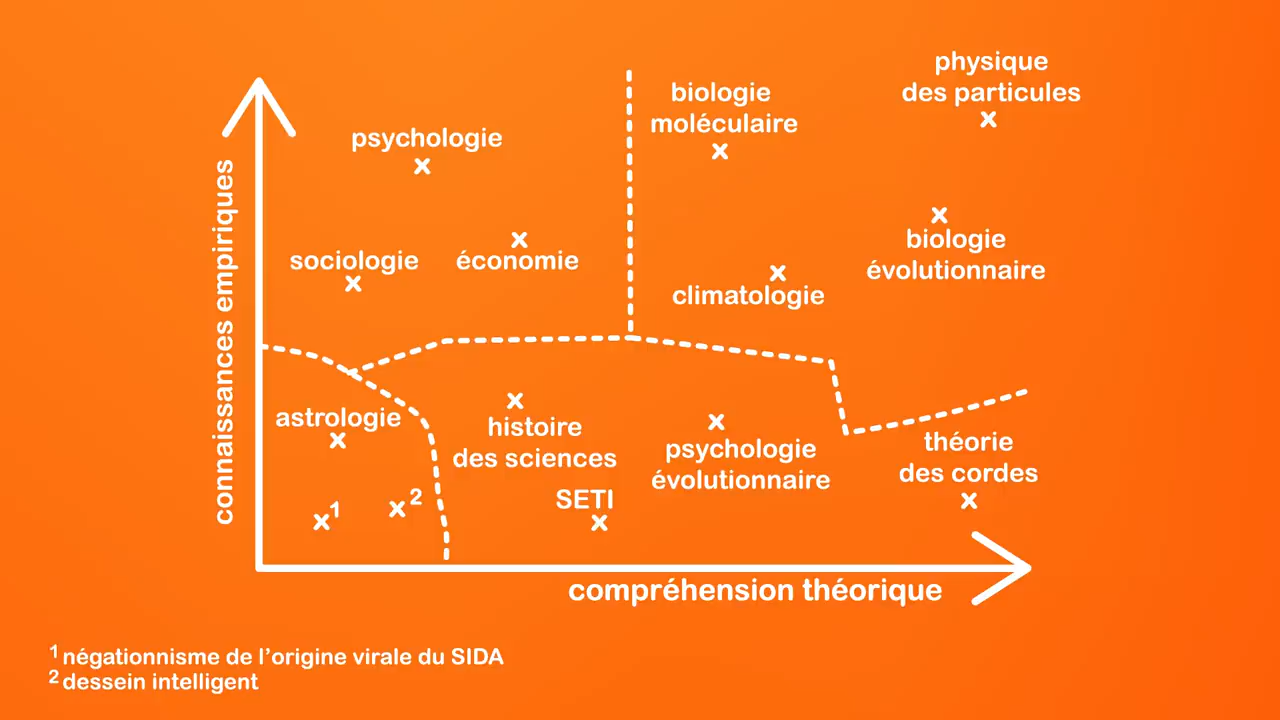 physique
des particules
biologie
moléculaire
psychologie
biologie
évolutionnaire
sociologie
économie
climatologie
connaissances empiriques
astrologie
histoire
des sciences
psychologie
évolutionnaire
théorie
des cordes
SETI
1
2
compréhension théorique
1 négationnisme de l’origine virale du SIDA
2 dessein intelligent